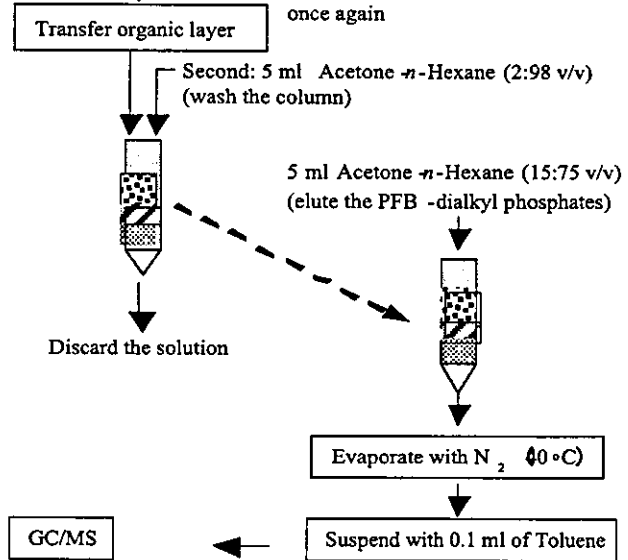 once again
Transfer organic layer
Second: 5 ml Acetone -n-Hexane (2:98 v/v)
(wash the column)
5 ml Acetone -n-Hexane (15:75 v/v)
(elute the PFB -dialkyl phosphates)
Discard the solution
Evaporate with N 2 0 °C)
Suspend with 0.1 ml of Toluene
GC/MS